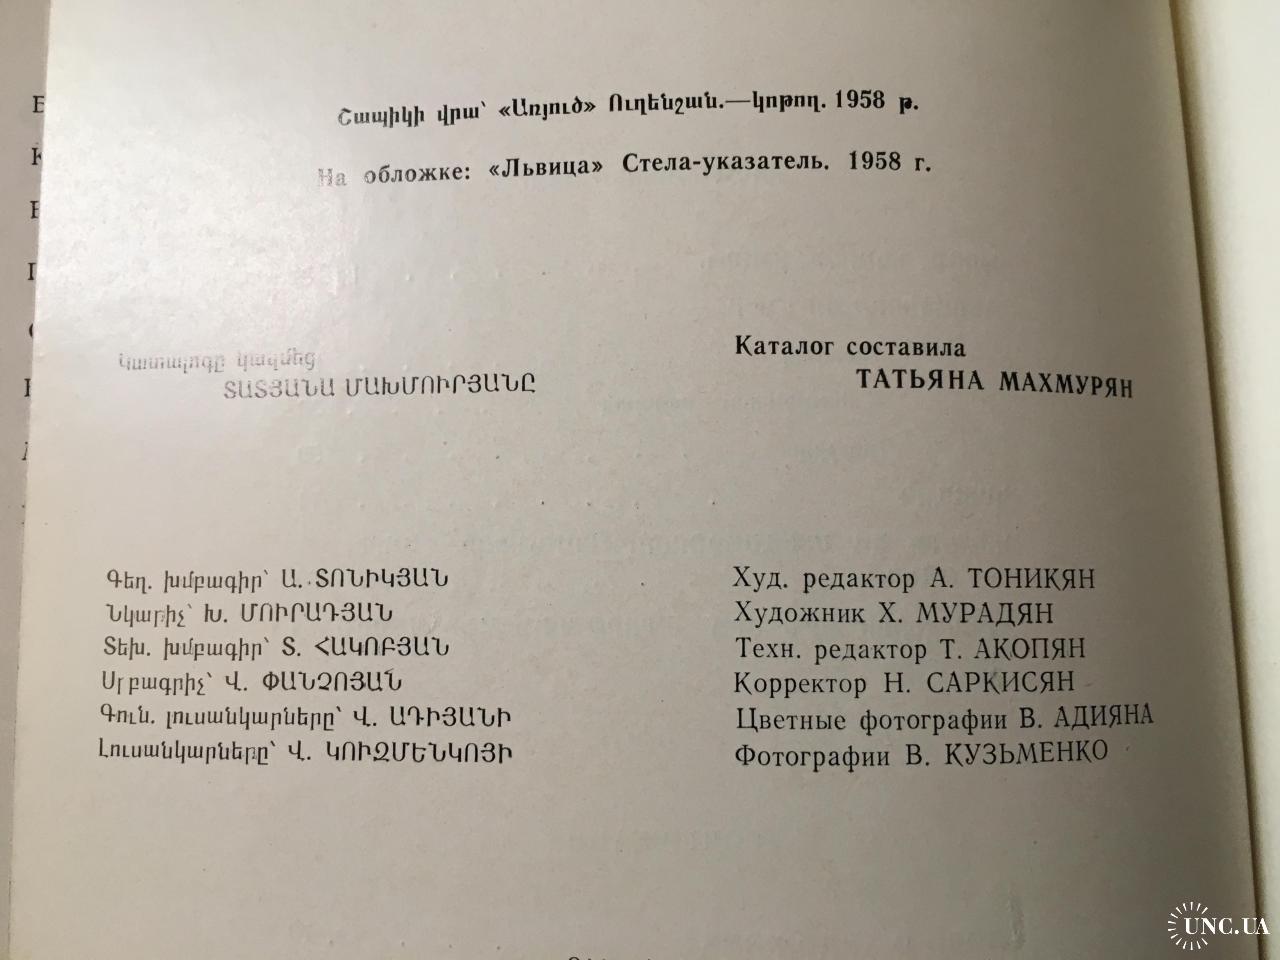 Շապիկի վրա՝ «Առյուծ» Ուղենշան.—կոթող. 1958 թ.
На обложке: «Львица» Стела-указатель. 1958 г.
Կատալոգը կազմեց
ՏԱՏՅԱՆԱ ՄԱԽՄՈՒՐՅԱՆԸ
Каталог составила
ТАТЬЯНА МАХМУРЯН
Գեղ. խմբագիր՝ Ա. ՏՈՆԻԿՅԱՆ
Նկարիչ՝ Խ. ՄՈՒՐԱԴՅԱՆ
Տեխ. խմբագիր՝ Տ. ՀԱԿՈԲՅԱՆ
Սրբագրիչ՝ Վ. ՓԱՆՉՈՅԱՆ
Գուն. լուսանկարները՝ Վ. ԱԴԻՅԱՆԻ
Լուսանկարները՝ Վ. ԿՈՒԶՄԵՆԿՈՅԻ
Худ. редактор А. ТОНИКЯН
Художник Х. МУРАДЯН
Техн. редактор Т. АКОПЯН
Корректор Н. САРКИСЯН
Цветные фотографии В. АДИЯНА
Фотографии В. КУЗЬМЕНКО
UNC.UA